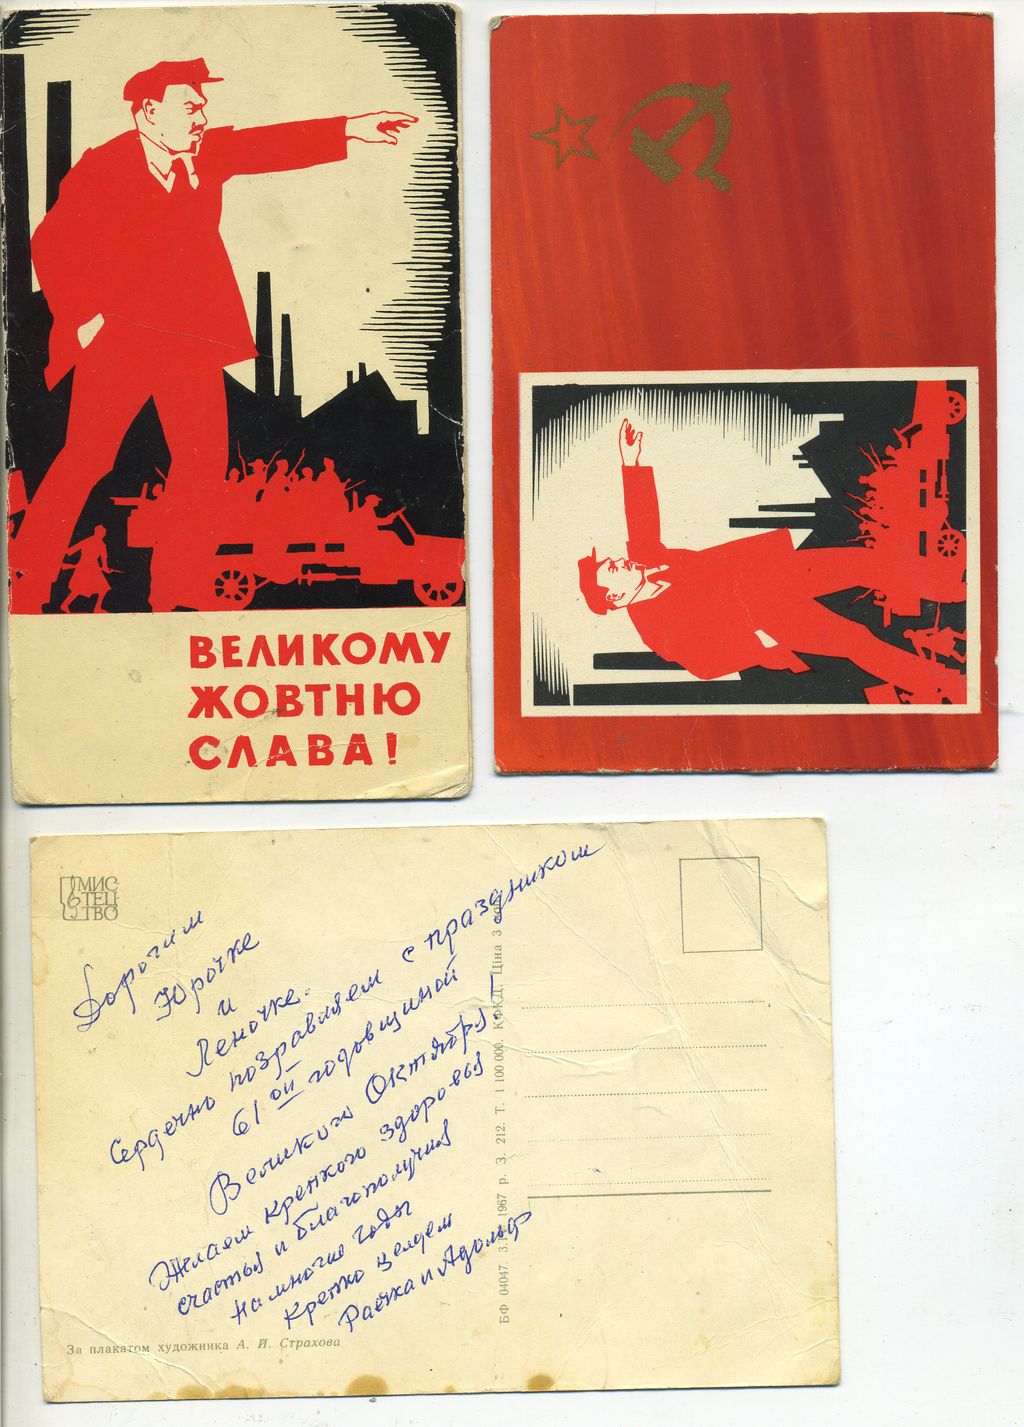 ВЕЛИКОМУ
ЖОВТНЮ
СЛАВА!
МИС
ТЕЦ
ТВО
Дорогим
Юрочке
и
Леночке.
Сердечно поздравляем с праздником
61ой годовщиной
Великого Октября!
Желаем крепкого здоровья
счастья и благополучия
на многие годы
Крепко целуем
Раечка и Адольф
За плакатом художника А. Й. Страхова
БФ 04047. 1967 р. З. 212. Т. 1 100 000. КФКД. Ціна 3